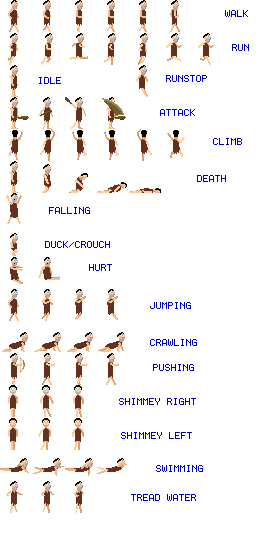 WALK
RUN
IDLE
RUNSTOP
ATTACK
CLIMB
DEATH
FALLING
DUCK/CROUCH
HURT
JUMPING
CRAWLING
PUSHING
SHIMMEY RIGHT
SHIMMEY LEFT
SWIMMING
TREAD WATER